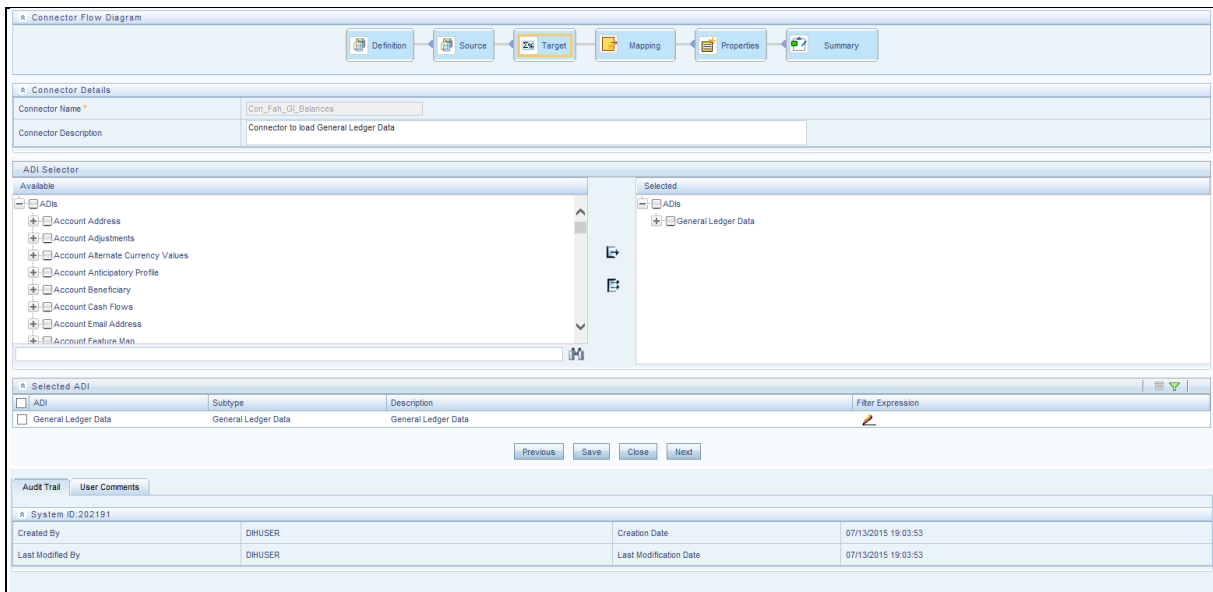 Connector Flow Diagram
Definition Source Σ% Target Mapping Properties Summary
Connector Details
Connector Name * Con_Fah_Gl_Balances
Connector Description Connector to load General Ledger Data
ADI Selector
Available Selected
ADIs ADIs
Account Address General Ledger Data
Account Adjustments
Account Alternate Currency Values
Account Anticipatory Profile
Account Beneficiary
Account Cash Flows
Account Email Address
Account Feature Map
Selected ADI
ADI Subtype Description Filter Expression
General Ledger Data General Ledger Data General Ledger Data
Previous Save Close Next
Audit Trail User Comments
System ID:202191
Created By DIHUSER Creation Date 07/13/2015 19:03:53
Last Modified By DIHUSER Last Modification Date 07/13/2015 19:03:53